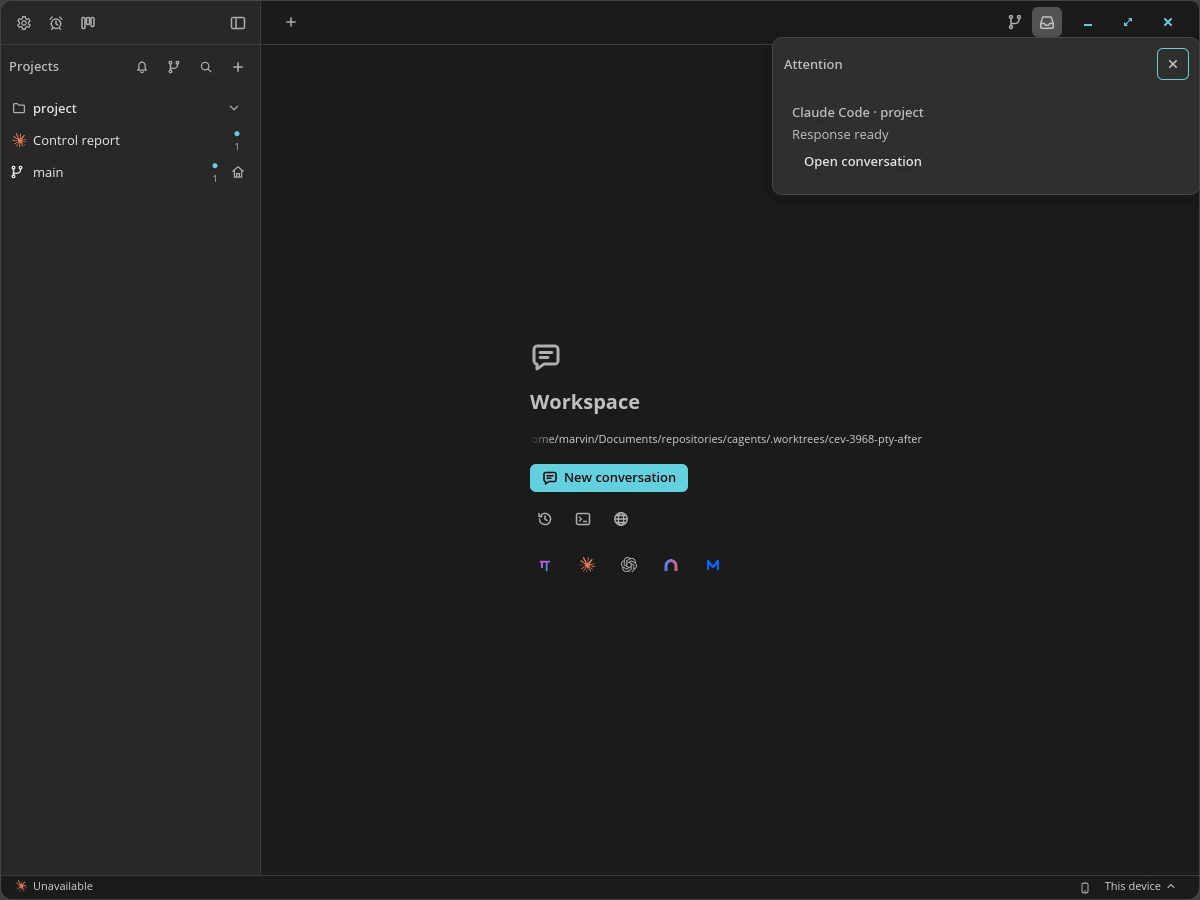 Projects
project
Control report
1
main
1
Attention
Claude Code · project
Response ready
Open conversation
Workspace
ome/marvin/Documents/repositories/cagents/.worktrees/cev-3968-pty-after
New conversation
Unavailable
This device